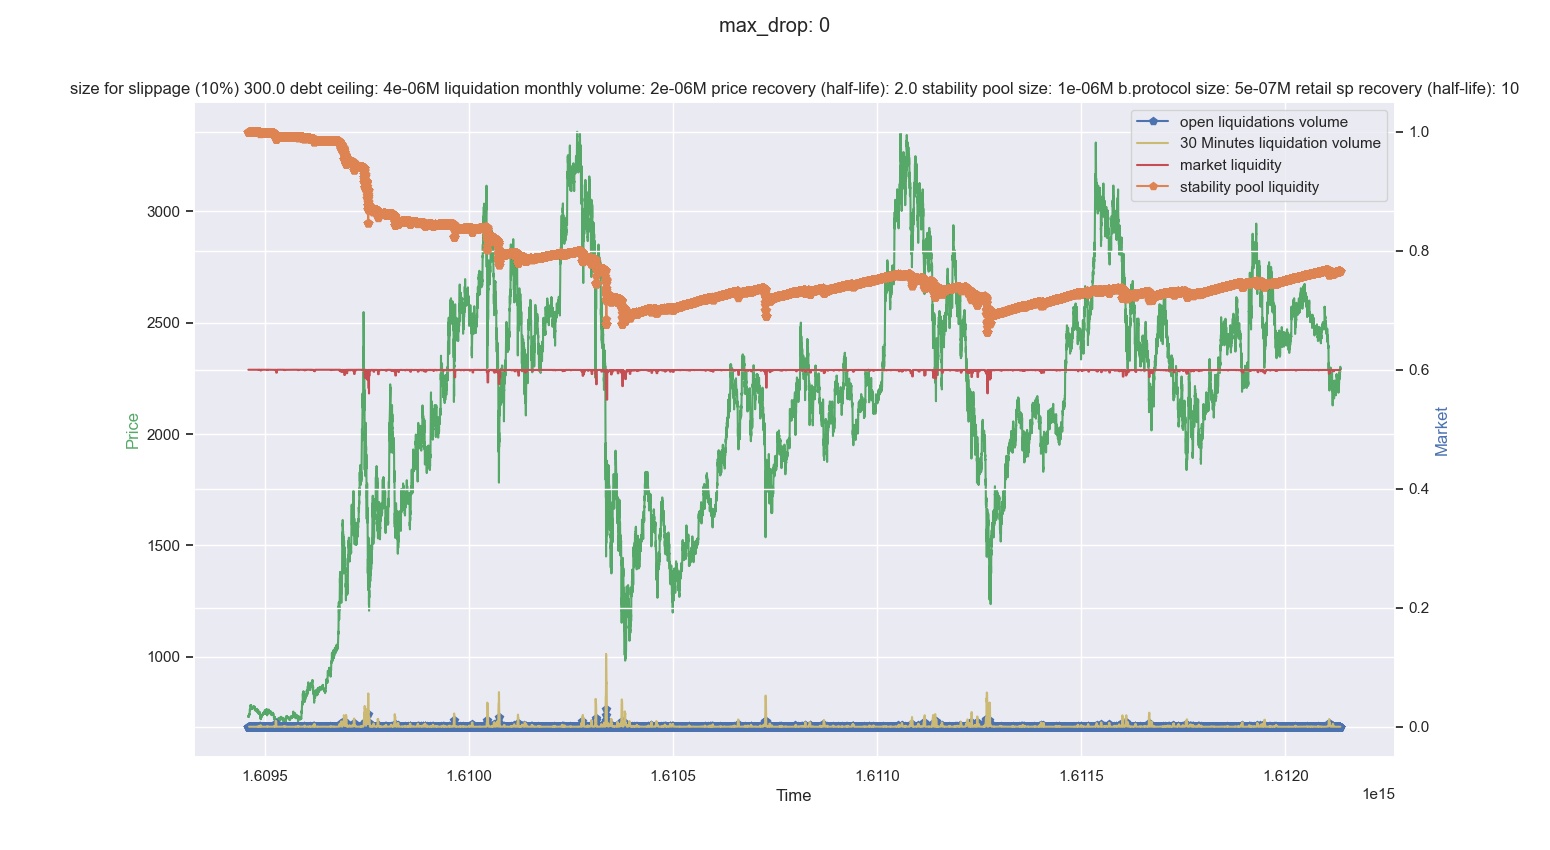 max_drop: 0
size for slippage (10%) 300.0 debt ceiling: 4e-06M liquidation monthly volume: 2e-06M price recovery (half-life): 2.0 stability pool size: 1e-06M b.protocol size: 5e-07M retail sp recovery (half-life): 10
open liquidations volume
30 Minutes liquidation volume
market liquidity
stability pool liquidity
3000
2500
2000
1500
1000
Price
1.0
0.8
0.6
0.4
0.2
0.0
Market
1.6095 1.6100 1.6105 1.6110 1.6115 1.6120
Time
1e15